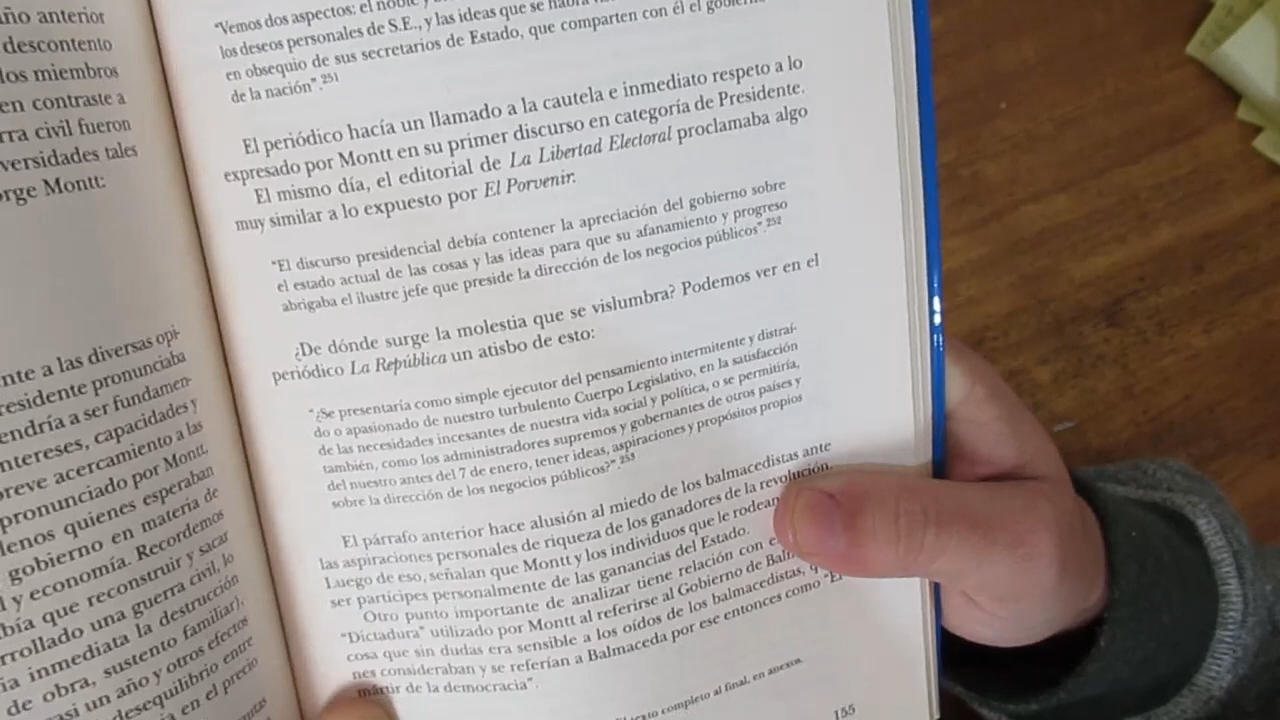 ño anterior
descontento
los miembros
en contraste a
rra civil fueron
versidades tales
orge Montt:
nte a las diversas opi-
residente pronunciaba
endría a ser fundamen-
ntereses, capacidades y
breve acercamiento a las
pronunciado por Montt,
lenos quienes esperaban
gobierno en materia de
l y economía. Recordemos
bía que reconstruir y sacar
rrollado una guerra civil, lo
ía inmediata la destrucción
de obra, sustento familiar),
asi un año y otros efectos
desequilibrio entre
en el precio
"Vemos dos aspectos: el noble y
los deseos personales de S.E., y las ideas que se
en obsequio de sus secretarios de Estado, que comparten con él el gobierno
de la nación".251
El periódico hacía un llamado a la cautela e inmediato respeto a lo
expresado por Montt en su primer discurso en categoría de Presidente.
El mismo día, el editorial de La Libertad Electoral proclamaba algo
muy similar a lo expuesto por El Porvenir:
"El discurso presidencial debía contener la apreciación del gobierno sobre
el estado actual de las cosas y las ideas para que su afanamiento y progreso
abrigaba el ilustre jefe que preside la dirección de los negocios públicos".252
¿De dónde surge la molestia que se vislumbra? Podemos ver en el
periódico La República un atisbo de esto:
"¿Se presentaría como simple ejecutor del pensamiento intermitente y distraí-
do o apasionado de nuestro turbulento Cuerpo Legislativo, en la satisfacción
de las necesidades incesantes de nuestra vida social y política, o se permitiría,
también, como los administradores supremos y gobernantes de otros países y
del nuestro antes del 7 de enero, tener ideas, aspiraciones y propósitos propios
sobre la dirección de los negocios públicos?" 253
El párrafo anterior hace alusión al miedo de los balmacedistas ante
las aspiraciones personales de riqueza de los ganadores de la revolución.
Luego de eso, señalan que Montt y los individuos que le rodean
ser partícipes personalmente de las ganancias del Estado.
Otro punto importante de analizar tiene relación con e
"Dictadura" utilizado por Montt al referirse al Gobierno de Bal
cosa que sin dudas era sensible a los oídos de los balmacedistas, q
nes consideraban y se referían a Balmaceda por ese entonces como "El
mártir de la democracia".
texto completo al final, en anexos.
155